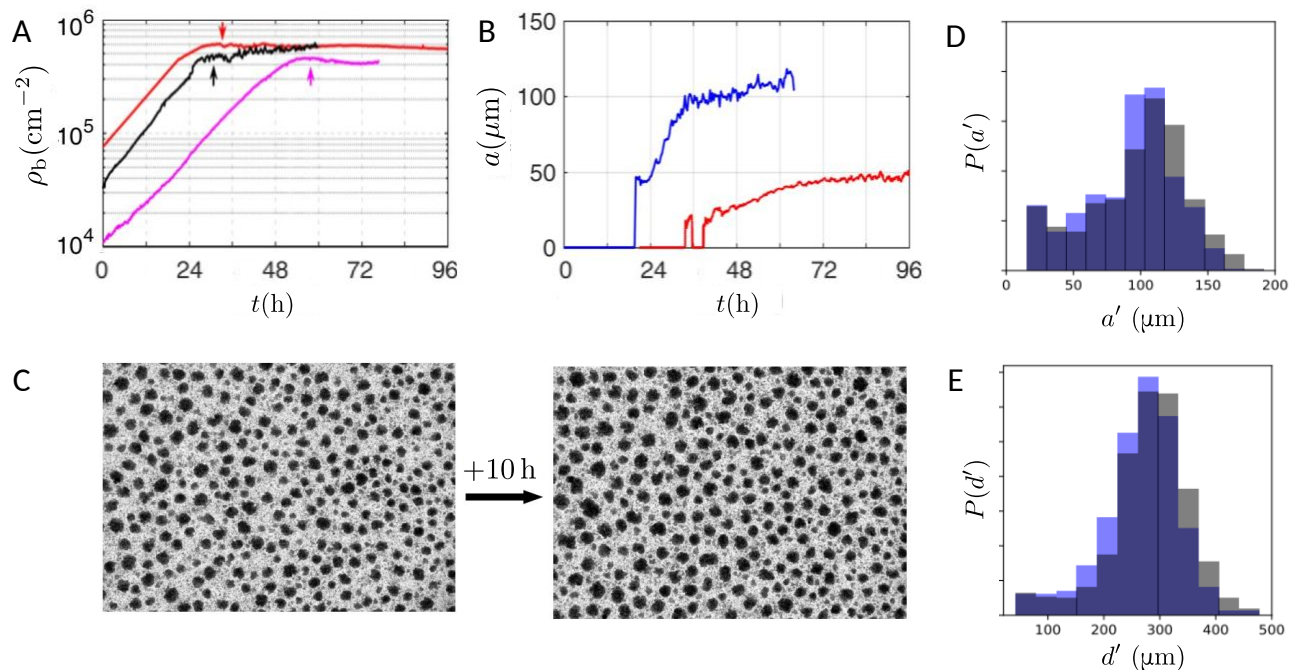 A
10^6
10^5
10^4
ρ_b(cm^−2)
0 24 48 72 96
t(h)
B
150
100
50
0
a(μm)
0 24 48 72 96
t(h)
D
P(a′)
0 50 100 150 200
a′ (μm)
C
+10 h
E
P(d′)
100 200 300 400 500
d′ (μm)